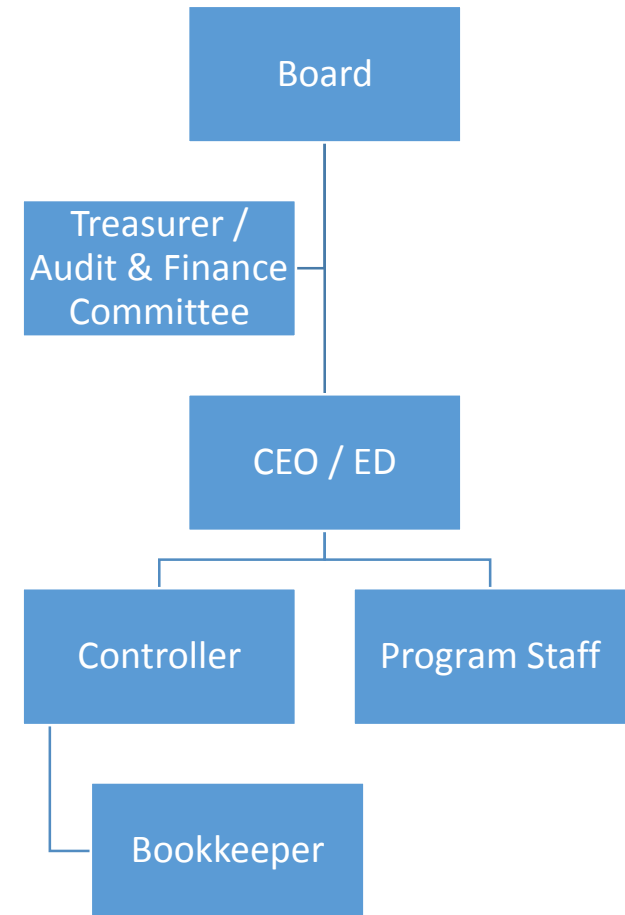 Board
Treasurer /
Audit & Finance
Committee
CEO / ED
Controller
Program Staff
Bookkeeper